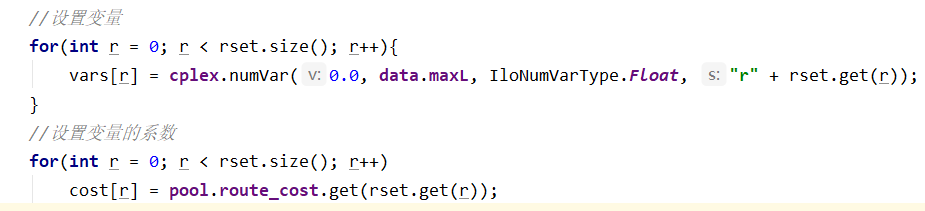 //设置变量
for(int r = 0; r < rset.size(); r++){
vars[r] = cplex.numVar( v: 0.0, data.maxL, IloNumVarType.Float, s: "r" + rset.get(r));
}
//设置变量的系数
for(int r = 0; r < rset.size(); r++)
cost[r] = pool.route_cost.get(rset.get(r));